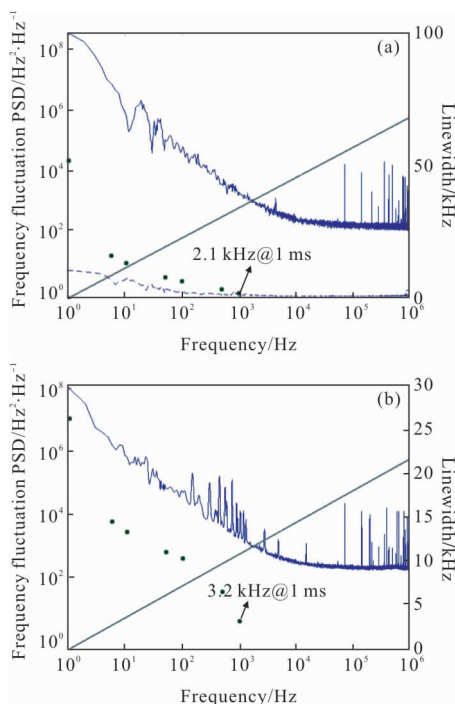 (a)
Frequency fluctuation PSD/Hz²·Hz⁻¹
10⁸
10⁶
10⁴
10²
10⁰
100
50
0
Linewidth/kHz
2.1 kHz@1 ms
10⁰ 10¹ 10² 10³ 10⁴ 10⁵ 10⁶
Frequency/Hz
(b)
Frequency fluctuation PSD/Hz²·Hz⁻¹
10⁸
10⁶
10⁴
10²
10⁰
30
25
20
15
10
5
0
Linewidth/kHz
3.2 kHz@1 ms
10⁰ 10¹ 10² 10³ 10⁴ 10⁵ 10⁶
Frequency/Hz